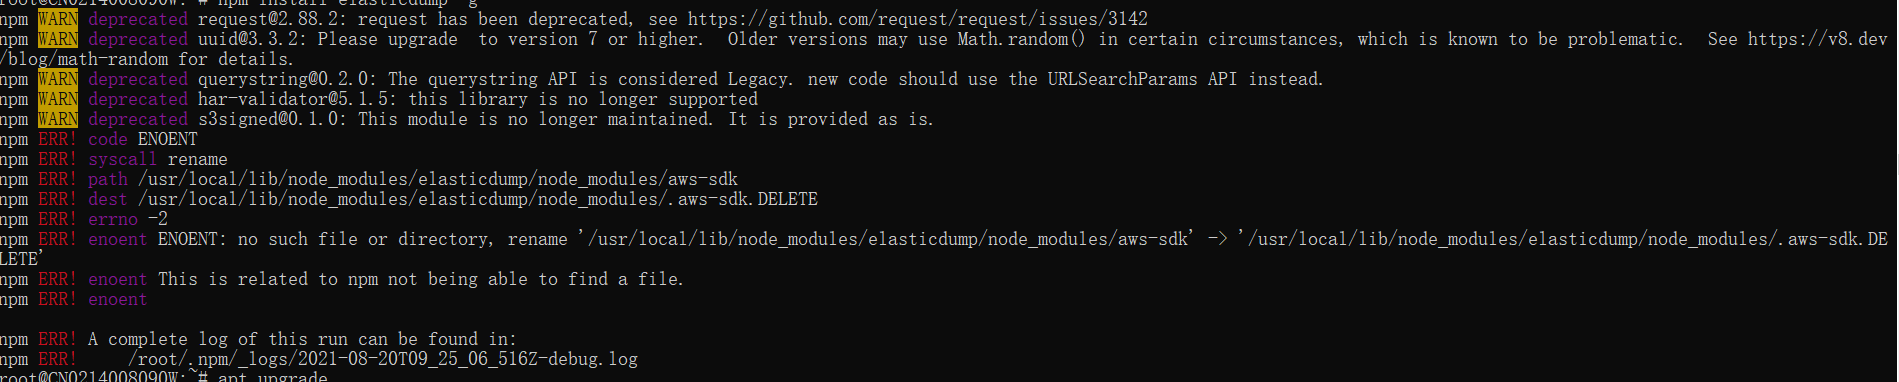 root@CN0214008090W:~# npm install elasticdump -g
npm WARN deprecated request@2.88.2: request has been deprecated, see https://github.com/request/request/issues/3142
npm WARN deprecated uuid@3.3.2: Please upgrade  to version 7 or higher.  Older versions may use Math.random() in certain circumstances, which is known to be problematic.  See https://v8.dev
/blog/math-random for details.
npm WARN deprecated querystring@0.2.0: The querystring API is considered Legacy. new code should use the URLSearchParams API instead.
npm WARN deprecated har-validator@5.1.5: this library is no longer supported
npm WARN deprecated s3signed@0.1.0: This module is no longer maintained. It is provided as is.
npm ERR! code ENOENT
npm ERR! syscall rename
npm ERR! path /usr/local/lib/node_modules/elasticdump/node_modules/aws-sdk
npm ERR! dest /usr/local/lib/node_modules/elasticdump/node_modules/.aws-sdk.DELETE
npm ERR! errno -2
npm ERR! enoent ENOENT: no such file or directory, rename '/usr/local/lib/node_modules/elasticdump/node_modules/aws-sdk' -> '/usr/local/lib/node_modules/elasticdump/node_modules/.aws-sdk.DE
LETE'
npm ERR! enoent This is related to npm not being able to find a file.
npm ERR! enoent
npm ERR! A complete log of this run can be found in:
npm ERR!     /root/.npm/_logs/2021-08-20T09_25_06_516Z-debug.log
root@CN0214008090W:~# apt upgrade